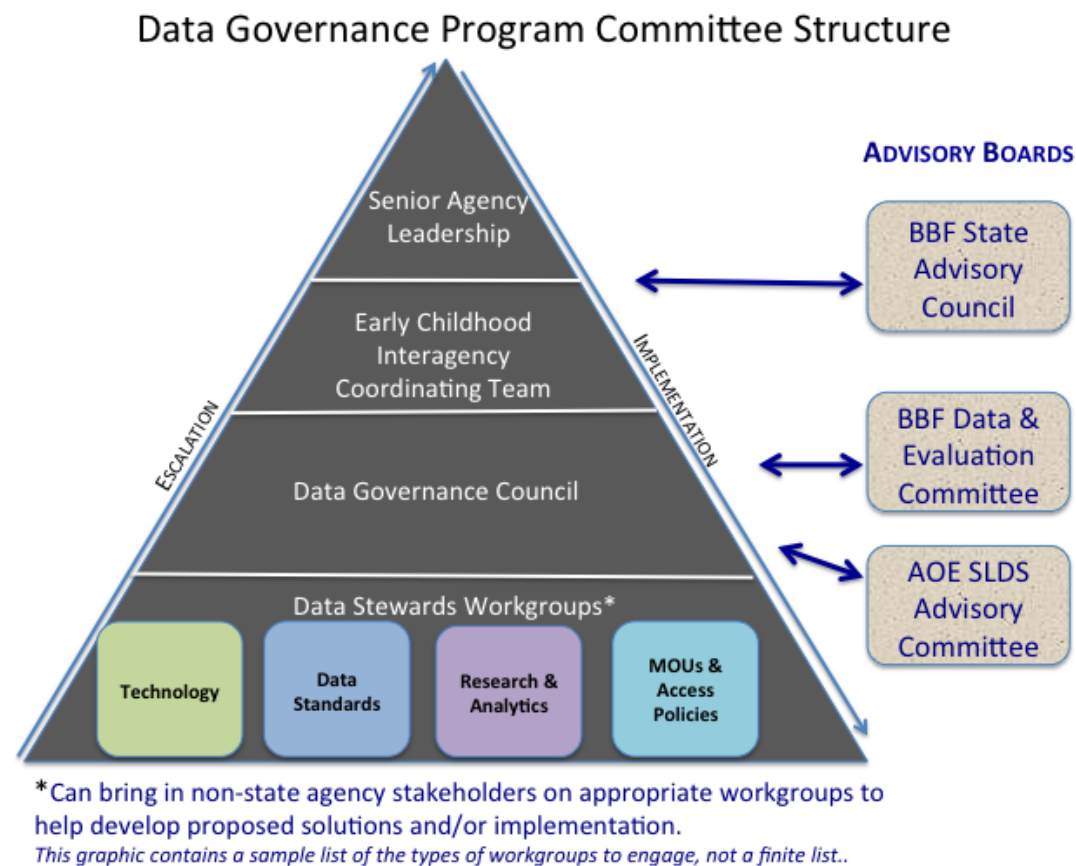 Data Governance Program Committee Structure
ADVISORY BOARDS
Senior Agency
Leadership
BBF State
Advisory
Council
Early Childhood
Interagency
Coordinating Team
ESCALATION
IMPLEMENTATION
BBF Data &
Evaluation
Committee
Data Governance Council
AOE SLDS
Advisory
Committee
Data Stewards Workgroups*
Technology
Data
Standards
Research &
Analytics
MOUs &
Access
Policies
*Can bring in non-state agency stakeholders on appropriate workgroups to
help develop proposed solutions and/or implementation.
This graphic contains a sample list of the types of workgroups to engage, not a finite list..